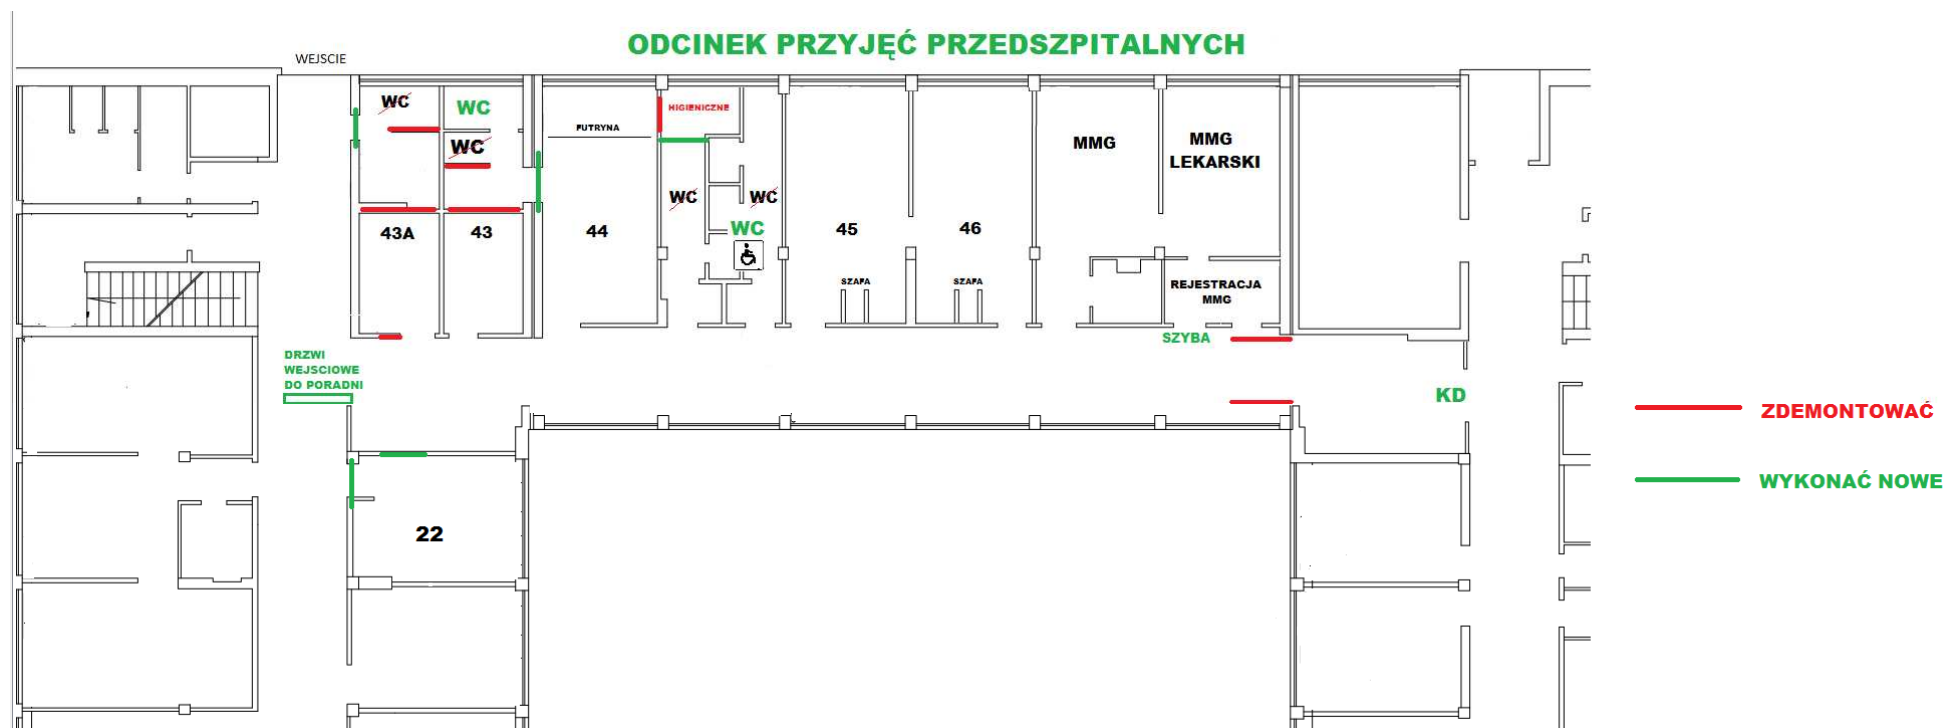 ODCINEK PRZYJĘĆ PRZEDSZPITALNYCH
WEJSCIE
WC
WC
HIGIENICZNE
FUTRYNA
WC
MMG
MMG
LEKARSKI
WC
WC
WC
43A
43
44
45
46
SZAFA
SZAFA
REJESTRACJA
MMG
SZYBA
DRZWI
WEJSCIOWE
DO PORADNI
KD
ZDEMONTOWAĆ
WYKONAĆ NOWE
22